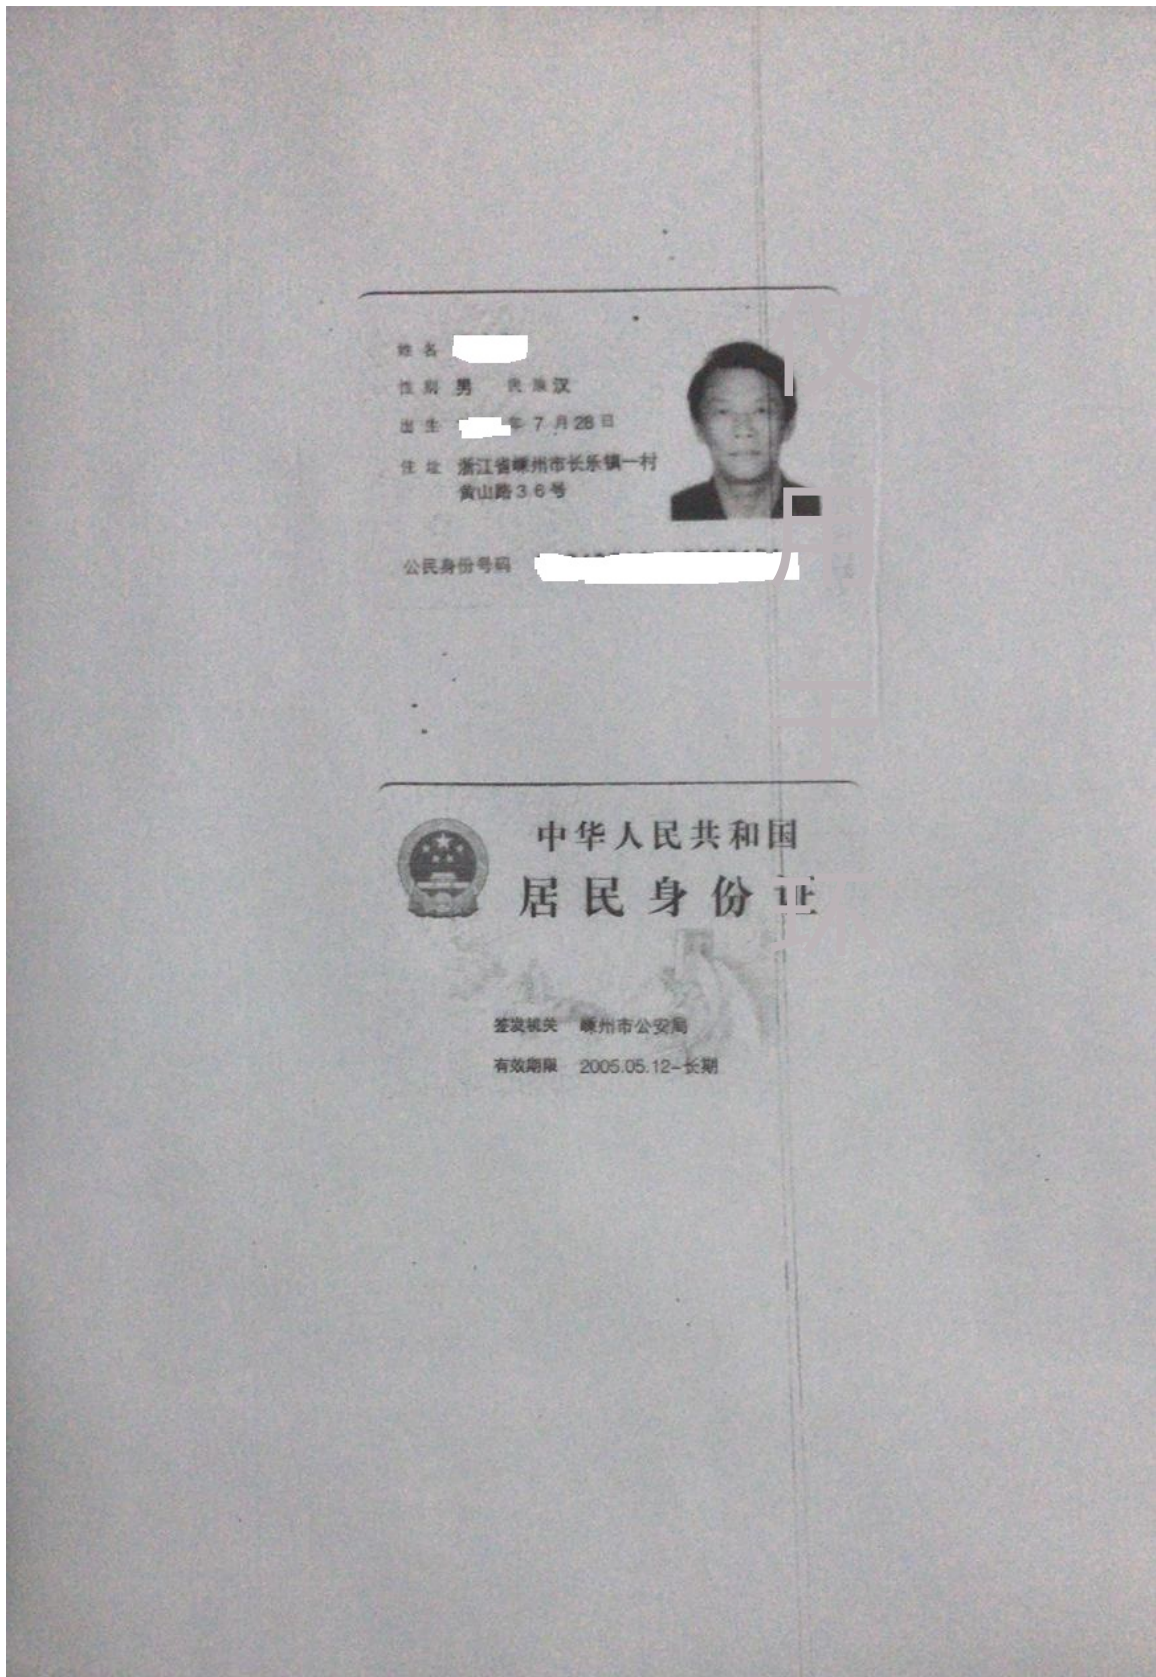 姓名
性别 男 民族 汉
出生 年 7 月 28 日
住址 浙江省嵊州市长乐镇一村
黄山路36号
公民身份号码
中华人民共和国
居民身份证
签发机关 嵊州市公安局
有效期限 2005.05.12-长期
仅用于